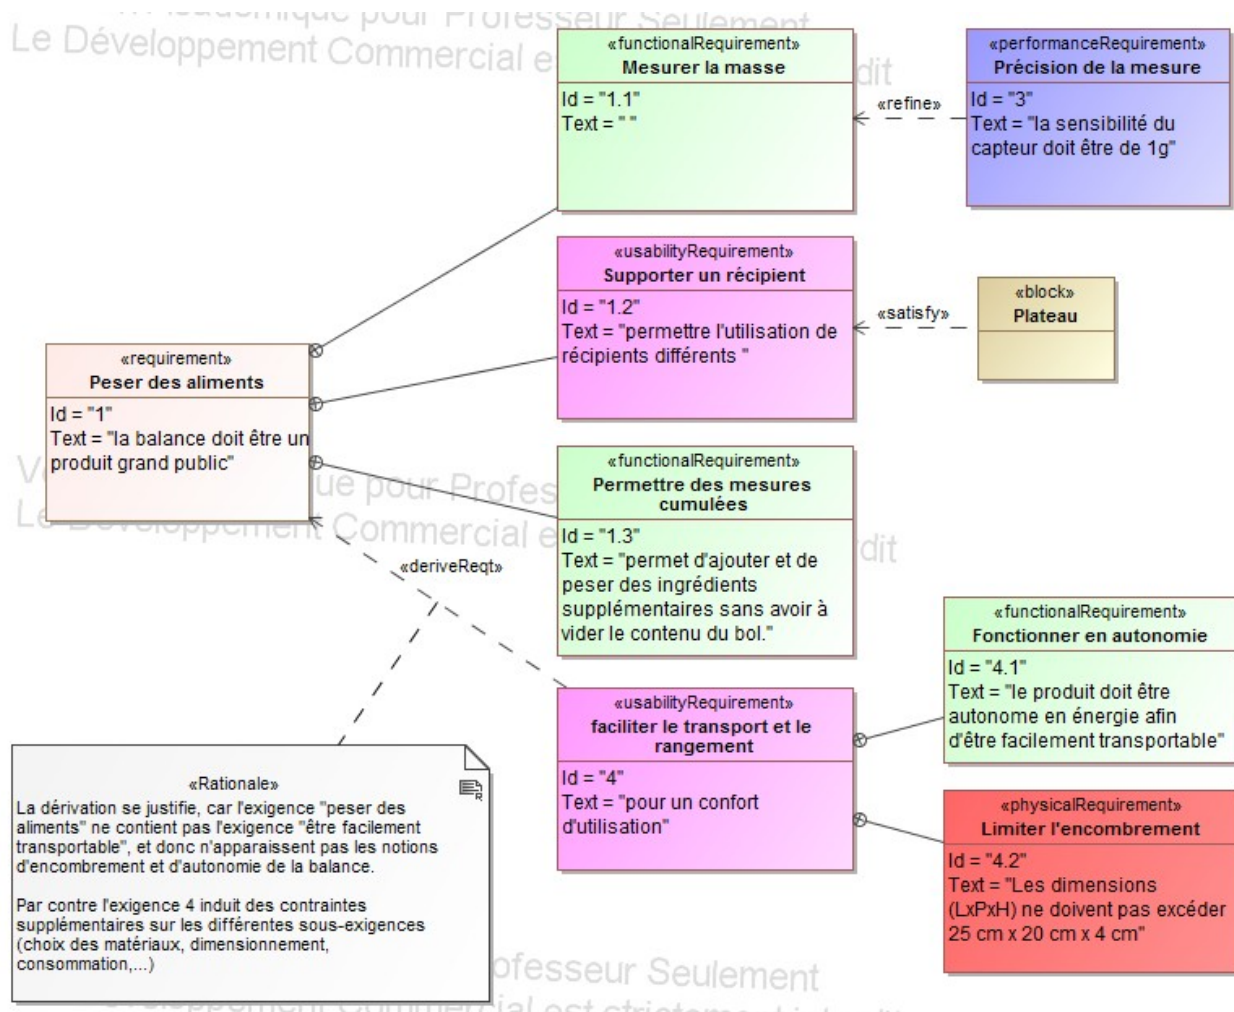 Académique pour Professeur Seulement
Le Développement Commercial e
dit
«functionalRequirement»
Mesurer la masse
Id = "1.1"
Text = " "
«refine»
«performanceRequirement»
Précision de la mesure
Id = "3"
Text = "la sensibilité du
capteur doit être de 1g"
«usabilityRequirement»
Supporter un récipient
Id = "1.2"
Text = "permettre l'utilisation de
récipients différents "
«satisfy»
«block»
Plateau
«requirement»
Peser des aliments
Id = "1"
Text = "la balance doit être un
produit grand public"
ue pour Profes
Le Développement Commercial e
dit
«functionalRequirement»
Permettre des mesures
cumulées
Id = "1.3"
Text = "permet d'ajouter et de
peser des ingrédients
supplémentaires sans avoir à
vider le contenu du bol."
«deriveReqt»
«usabilityRequirement»
faciliter le transport et le
rangement
Id = "4"
Text = "pour un confort
d'utilisation"
«functionalRequirement»
Fonctionner en autonomie
Id = "4.1"
Text = "le produit doit être
autonome en énergie afin
d'être facilement transportable"
«physicalRequirement»
Limiter l'encombrement
Id = "4.2"
Text = "Les dimensions
(LxPxH) ne doivent pas excéder
25 cm x 20 cm x 4 cm"
«Rationale»
La dérivation se justifie, car l'exigence "peser des
aliments" ne contient pas l'exigence "être facilement
transportable", et donc n'apparaissent pas les notions
d'encombrement et d'autonomie de la balance.
Par contre l'exigence 4 induit des contraintes
supplémentaires sur les différentes sous-exigences
(choix des matériaux, dimensionnement,
consommation,...)
ofesseur Seulement